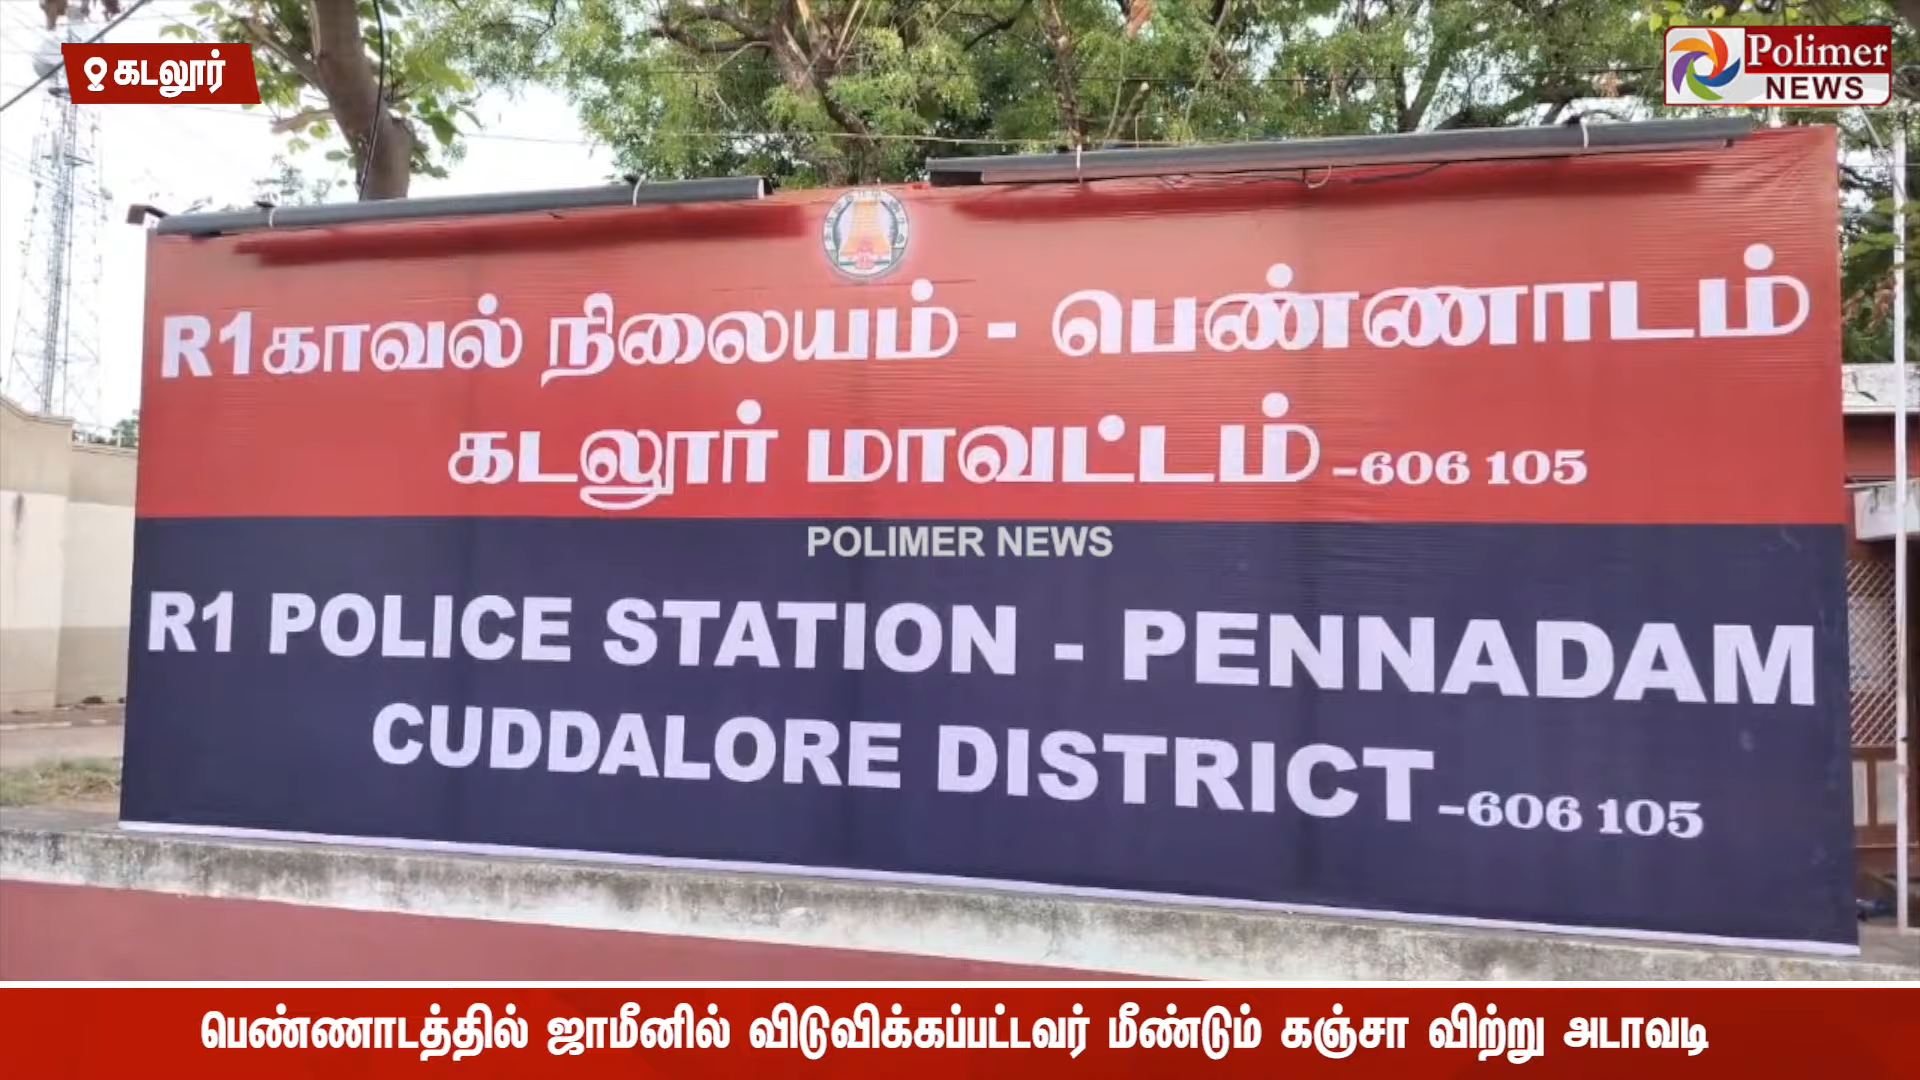 கடலூர்
Polimer
NEWS
R1 காவல் நிலையம் - பெண்ணாடம்
கடலூர் மாவட்டம் -606 105
POLIMER NEWS
R1 POLICE STATION - PENNADAM
CUDDALORE DISTRICT -606 105
பெண்ணாடத்தில் ஜாமீனில் விடுவிக்கப்பட்டவர் மீண்டும் கஞ்சா விற்று அடாவடி